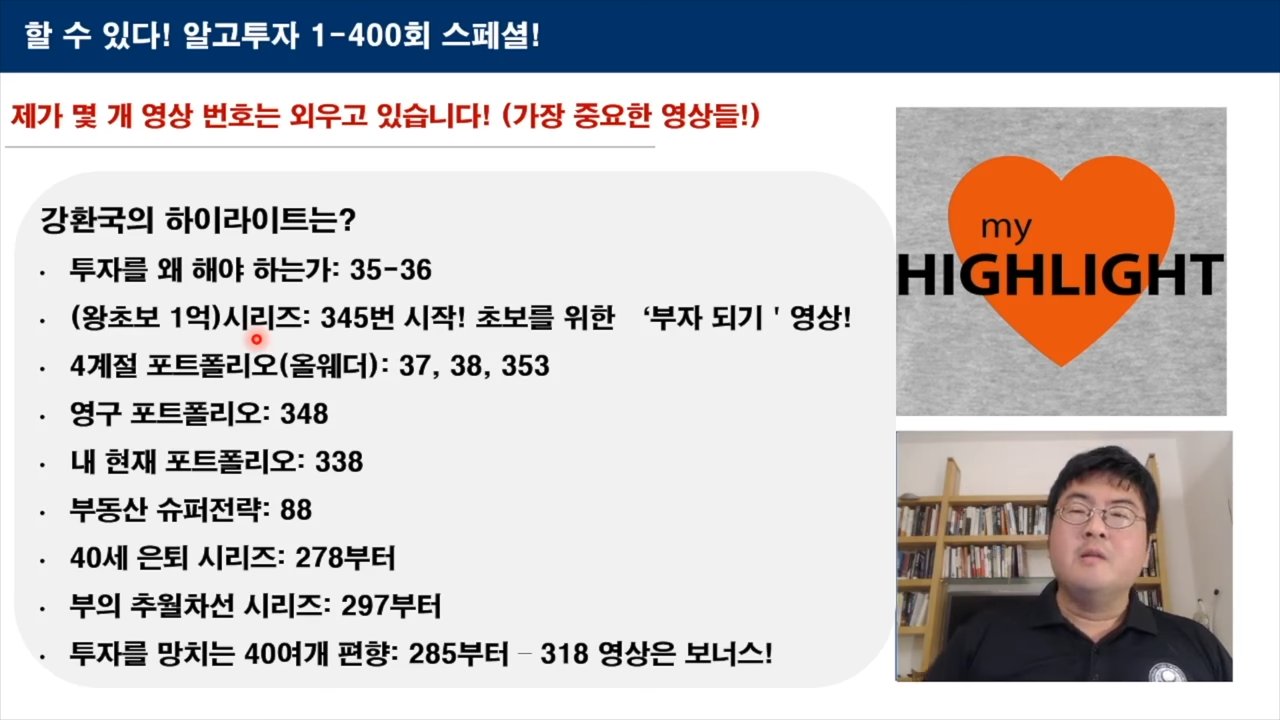 할 수 있다! 알고투자 1-400회 스페셜!
제가 몇 개 영상 번호는 외우고 있습니다! (가장 중요한 영상들!)
강환국의 하이라이트는?
· 투자를 왜 해야 하는가: 35-36
· (왕초보 1억)시리즈: 345번 시작! 초보를 위한 ‘부자 되기 ' 영상!
· 4계절 포트폴리오(올웨더): 37, 38, 353
· 영구 포트폴리오: 348
· 내 현재 포트폴리오: 338
· 부동산 슈퍼전략: 88
· 40세 은퇴 시리즈: 278부터
· 부의 추월차선 시리즈: 297부터
· 투자를 망치는 40여개 편향: 285부터 – 318 영상은 보너스!
my
HIGHLIGHT